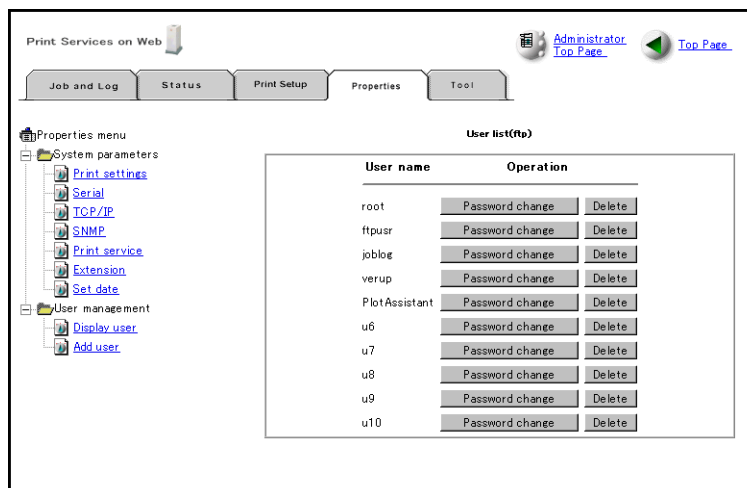 Print Services on Web
Administrator
Top Page
Top Page
Job and Log Status Print Setup Properties Tool
Properties menu
System parameters
Print settings
Serial
TCP/IP
SNMP
Print service
Extension
Set date
User management
Display user
Add user
User list(ftp)
User name Operation
root Password change Delete
ftpusr Password change Delete
joblog Password change Delete
verup Password change Delete
PlotAssistant Password change Delete
u6 Password change Delete
u7 Password change Delete
u8 Password change Delete
u9 Password change Delete
u10 Password change Delete